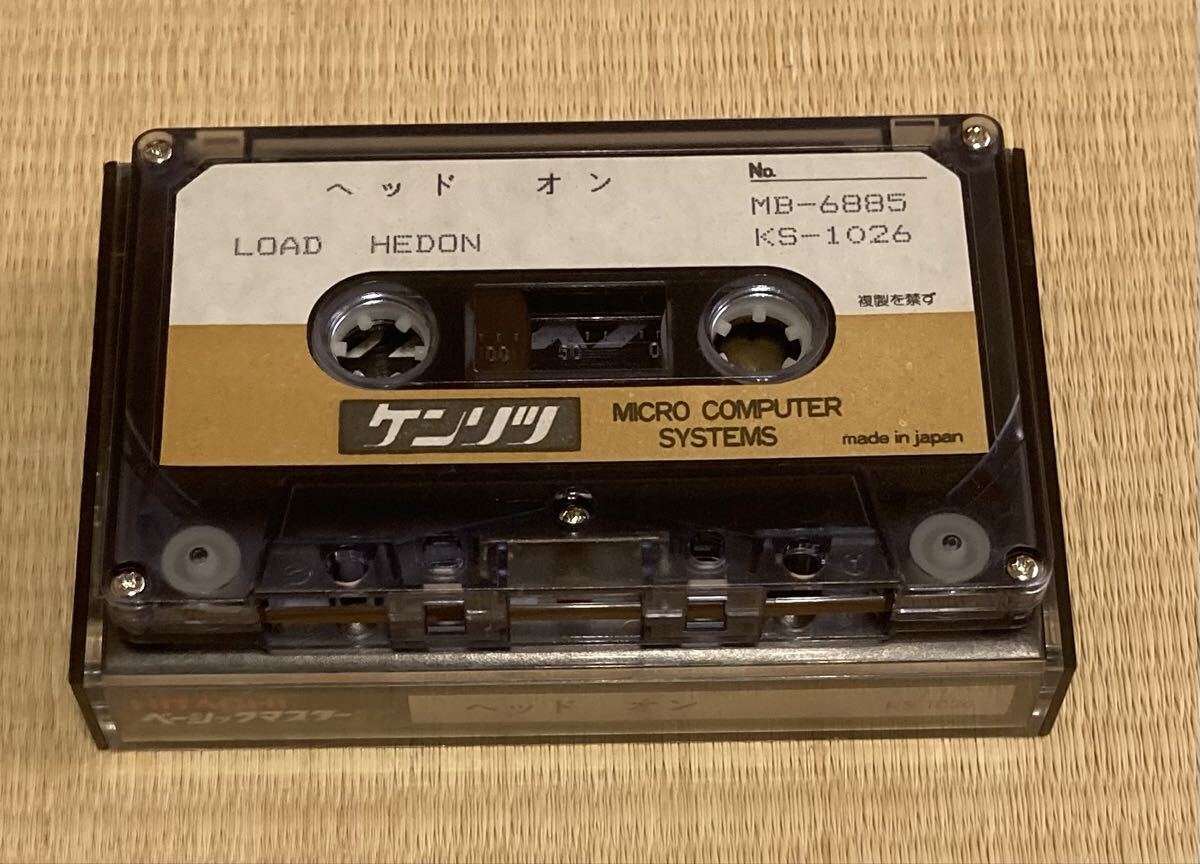 ヘッド オン
No.
MB-6885
LOAD HEDON
KS-1026
複製を禁ず
100 50 0
ケンリツ
MICRO COMPUTER
SYSTEMS
made in japan
HITACHI
ベーシックマスター
ヘッド オン
KS-1026